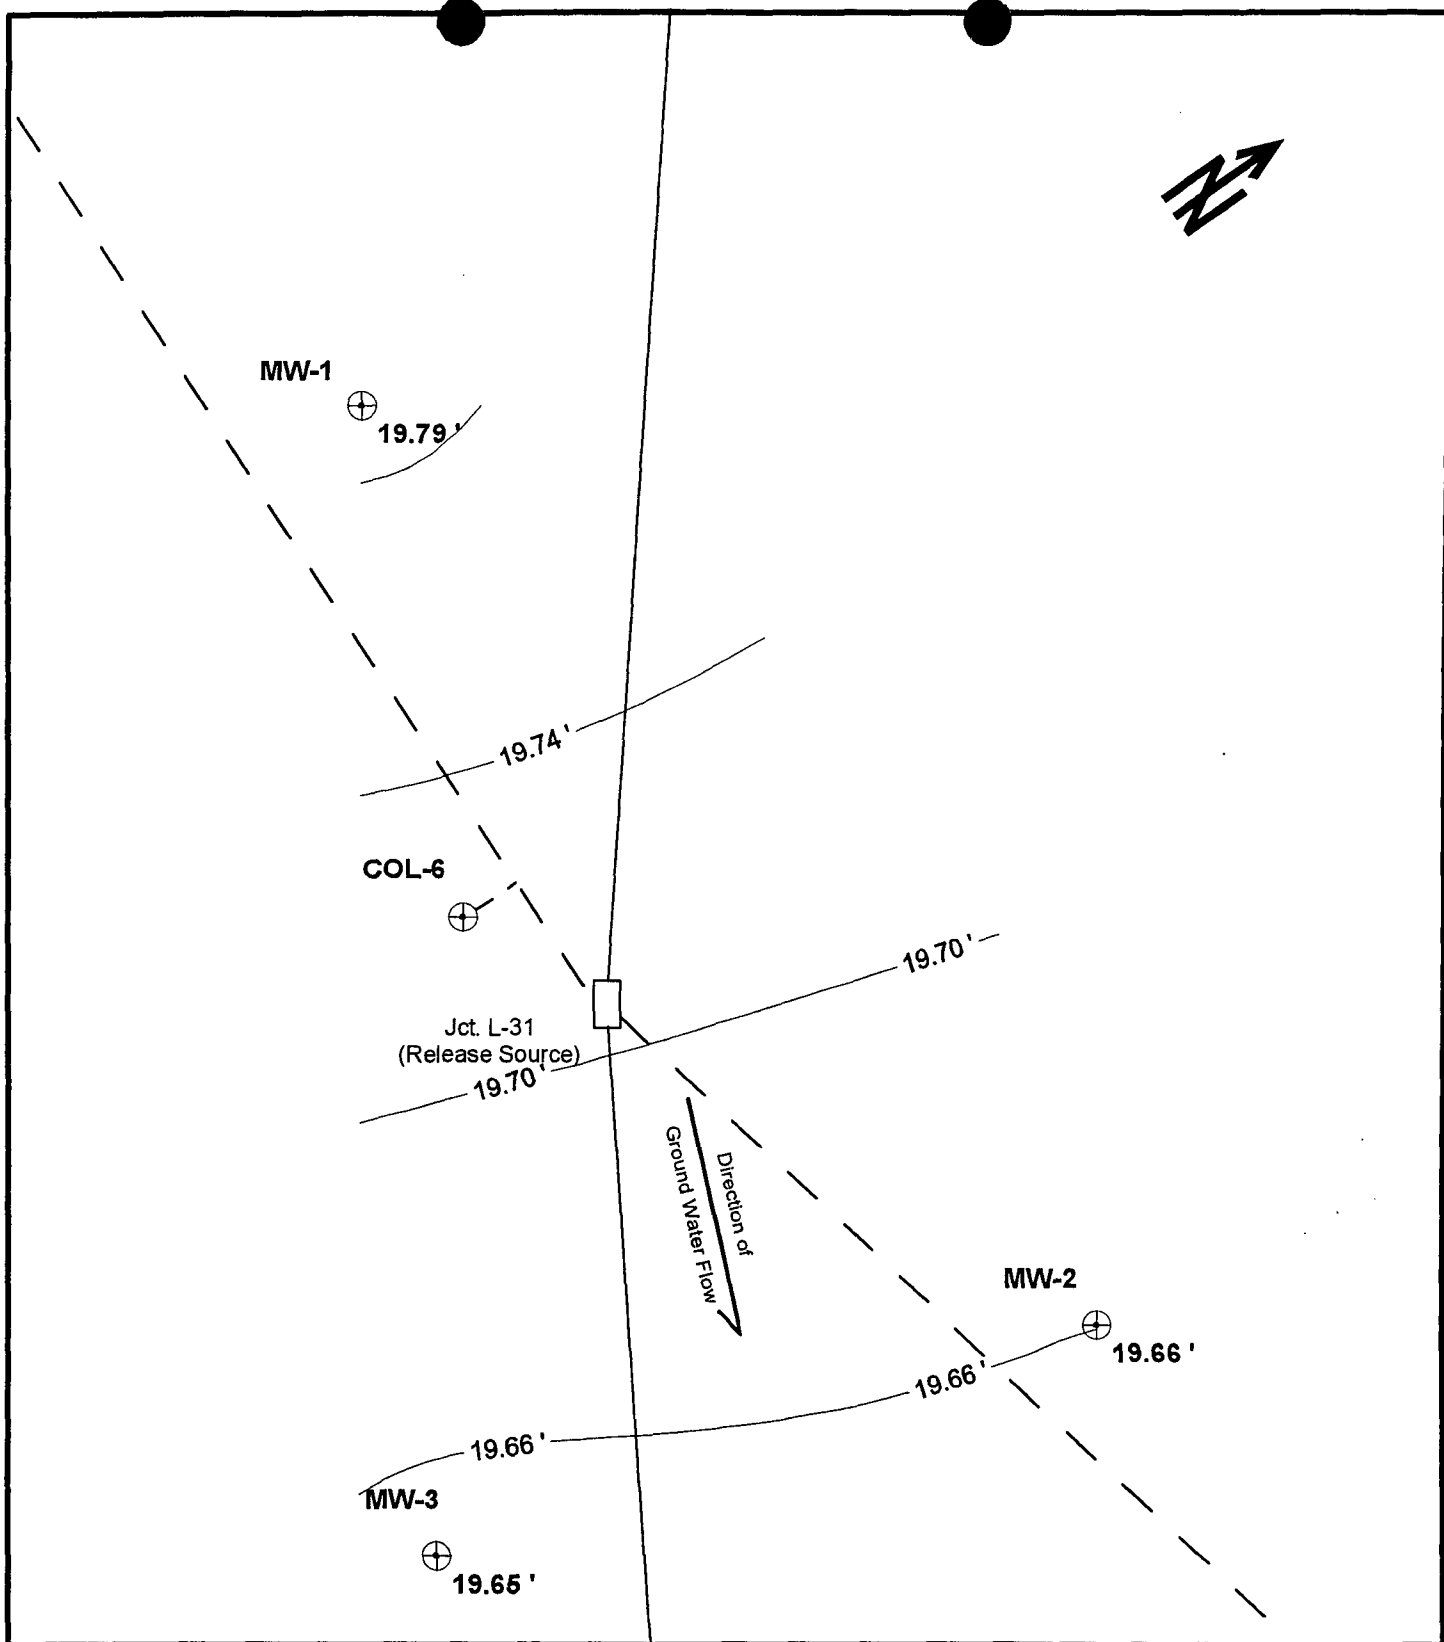 N
MW-1
19.79 '
19.74 '
COL-6
19.70 '
Jct. L-31
(Release Source)
19.70 '
Direction of
Ground Water Flow
MW-2
19.66 '
19.66 '
19.66 '
MW-3
19.65 '